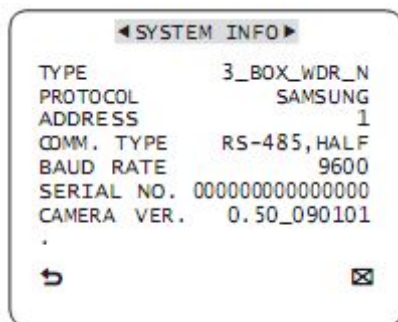 ◀SYSTEM INFO▶
TYPE 3_BOX_WDR_N
PROTOCOL SAMSUNG
ADDRESS 1
COMM. TYPE RS-485,HALF
BAUD RATE 9600
SERIAL NO. 000000000000000
CAMERA VER. 0.50_090101
.